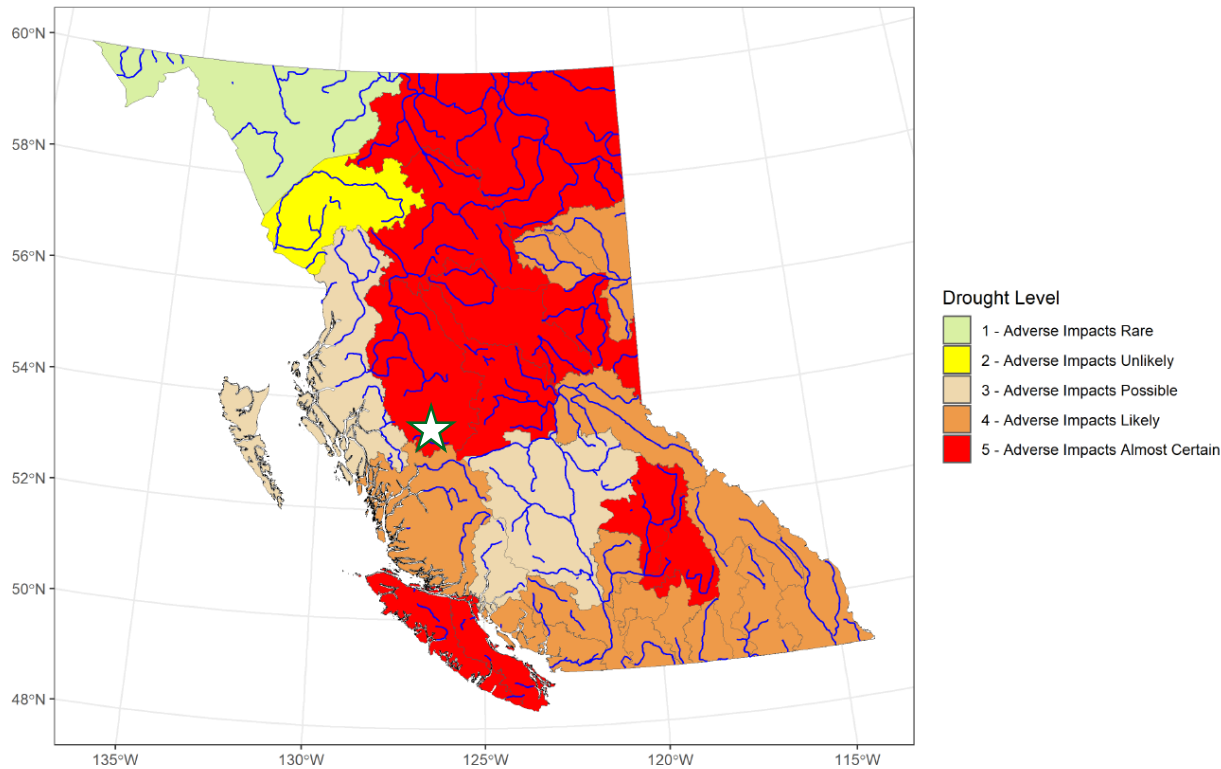 60°N
58°N
56°N
54°N
52°N
50°N
48°N
135°W
130°W
125°W
120°W
115°W
Drought Level
1 - Adverse Impacts Rare
2 - Adverse Impacts Unlikely
3 - Adverse Impacts Possible
4 - Adverse Impacts Likely
5 - Adverse Impacts Almost Certain